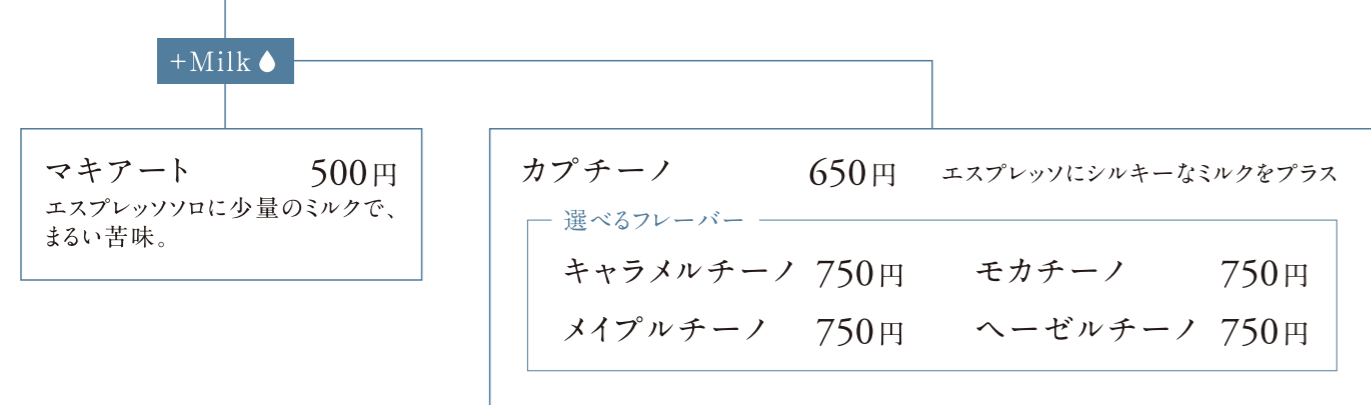 +Milk
マキアート 500円
エスプレッソソロに少量のミルクで、
まるい苦味。
カプチーノ 650円 エスプレッソにシルキーなミルクをプラス
選べるフレーバー
キャラメルチーノ 750円 モカチーノ 750円
メイプルチーノ 750円 ヘーゼルチーノ 750円